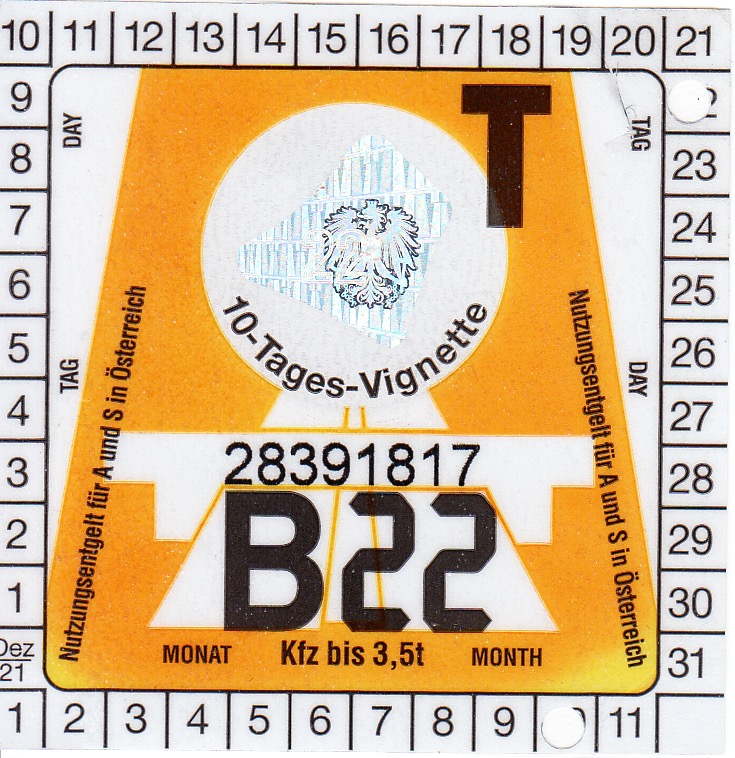 10 11 12 13 14 15 16 17 18 19 20 21
9
8
7
6
5
4
3
2
1
Dez
21
DAY
TAG
Nutzungsentgelt für A und S in Österreich
T
10-Tages-Vignette
28391817
B22
MONAT Kfz bis 3,5t MONTH
TAG
DAY
Nutzungsentgelt für A und S in Österreich
2
23
24
25
26
27
28
29
30
31
1 2 3 4 5 6 7 8 9 11